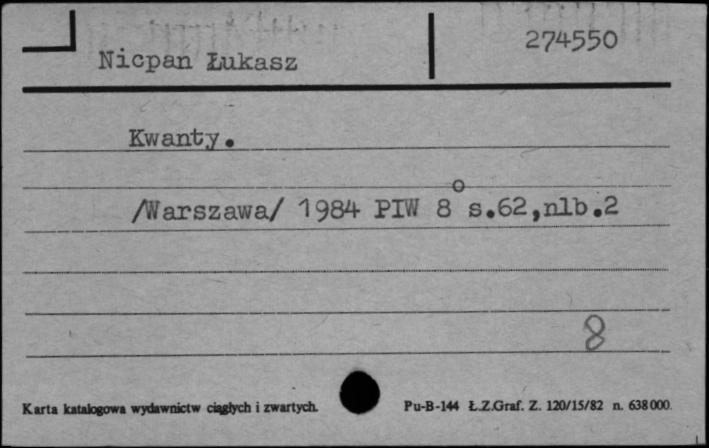 Nicpan Łukasz
274550
Kwanty.
/Warszawa/ 1984 PIW 8° s.62,nlb.2
8
Karta katalogowa wydawnictw ciągłych i zwartych.
Pu-B-144 Ł.Z.Graf. Z. 120/15/82 n. 638000.